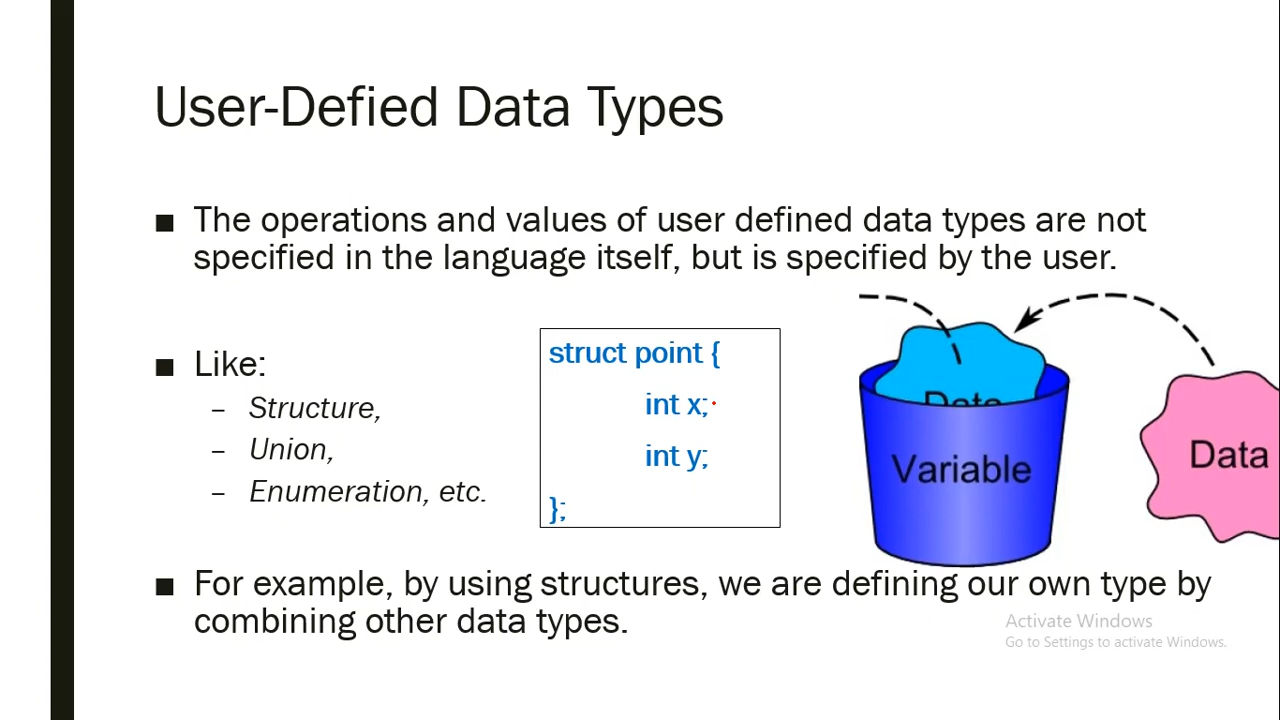 User-Defied Data Types
■ The operations and values of user defined data types are not
specified in the language itself, but is specified by the user.
■ Like:
– Structure,
– Union,
– Enumeration, etc.
struct point {
int x;
int y;
};
Data
Variable
Data
■ For example, by using structures, we are defining our own type by
combining other data types.
Activate Windows
Go to Settings to activate Windows.